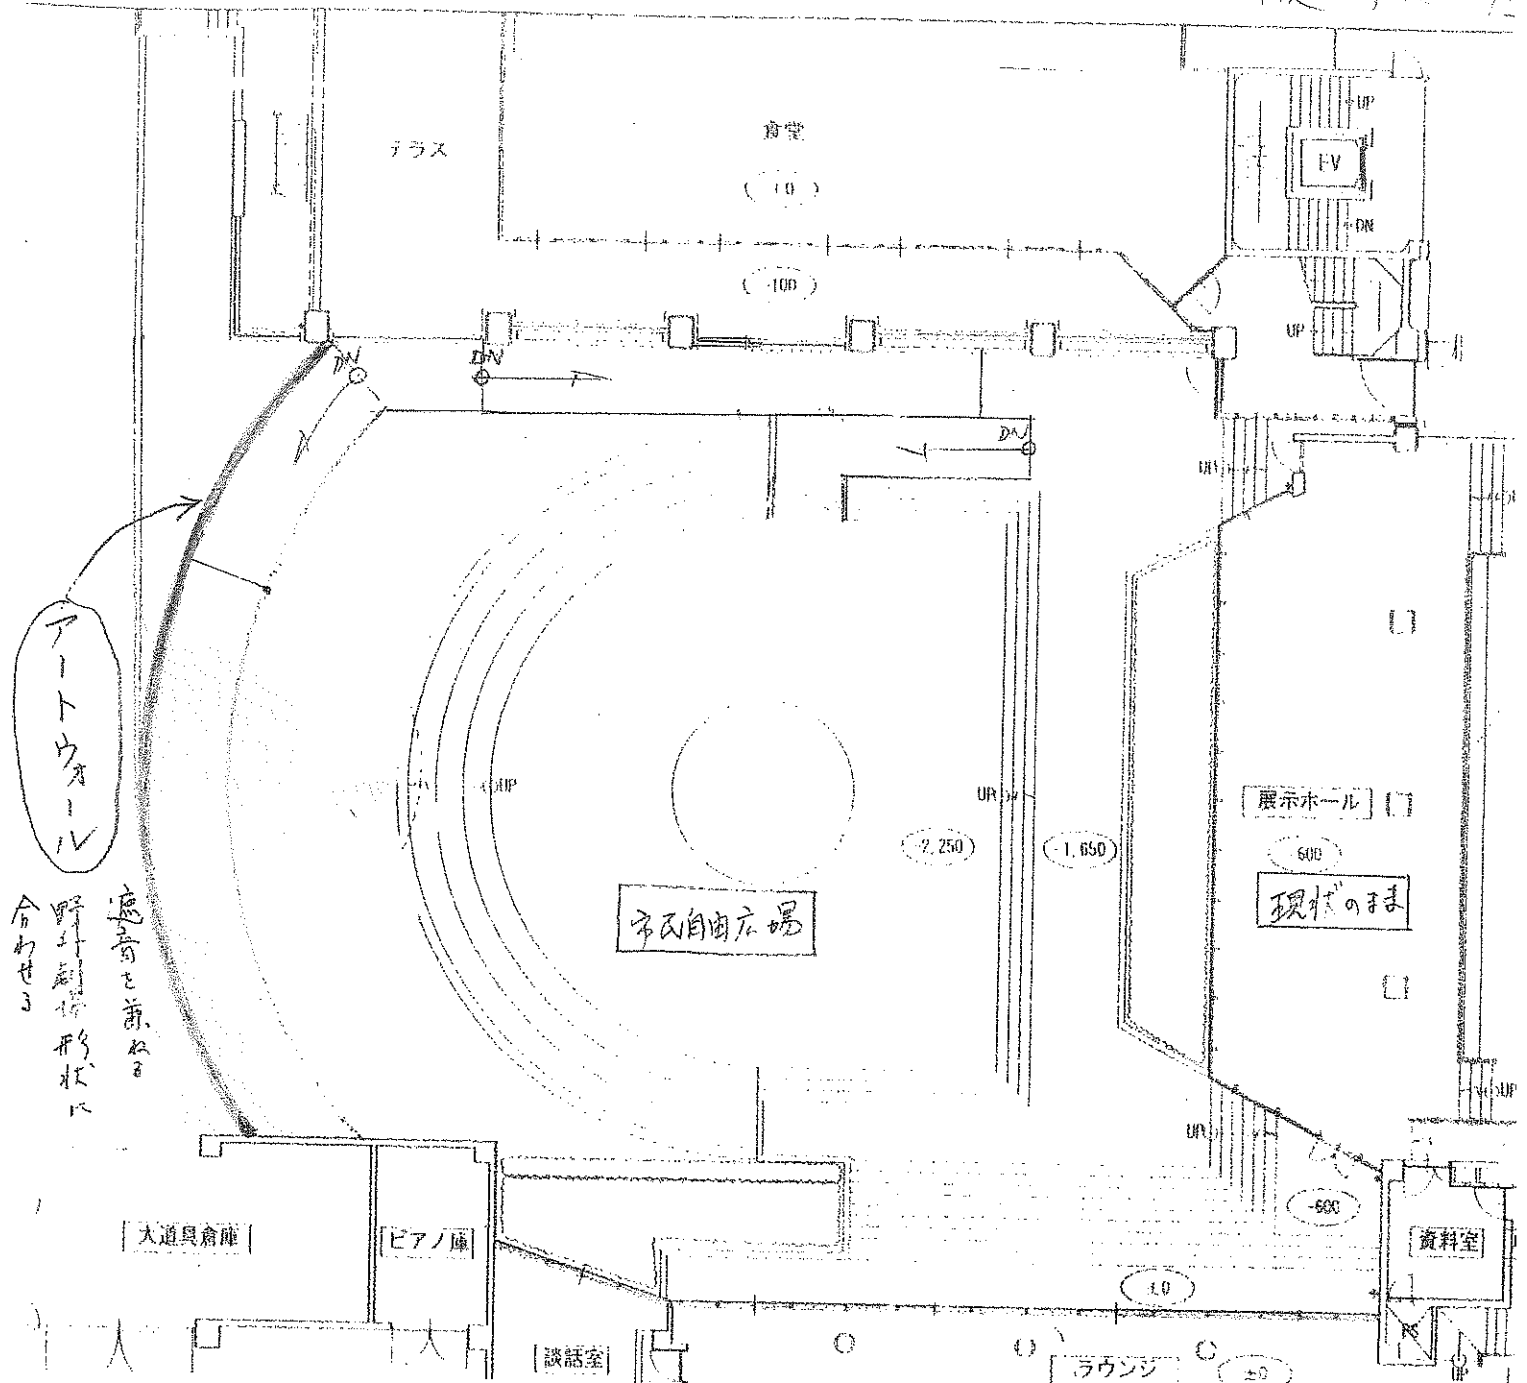 UP
テラス
食堂
EV
(±0)
DN
(-100)
UP
DN
DN
DN
UP
アートウォール
UP
UP
展示ホール
(-2,250)
(-1,650)
600
市民自由広場
現状のまま
遮音を兼ねる
野外劇場形状に
合わせる
UP
UP
-600
大道具倉庫
ピアノ庫
資料室
±0
PS
談話室
ラウンジ
±0
UP